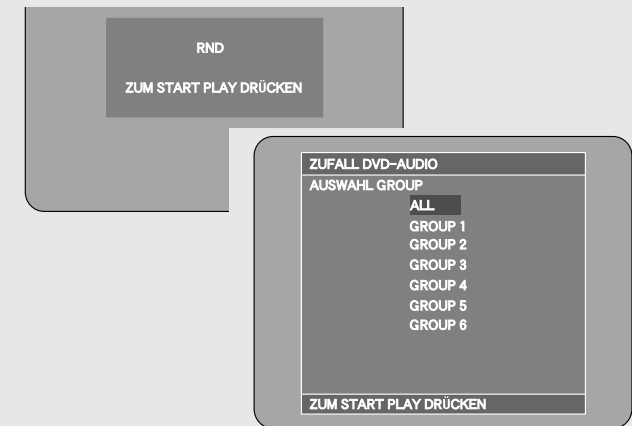 RND
ZUM START PLAY DRÜCKEN
ZUFALL DVD-AUDIO
AUSWAHL GROUP
ALL
GROUP 1
GROUP 2
GROUP 3
GROUP 4
GROUP 5
GROUP 6
ZUM START PLAY DRÜCKEN